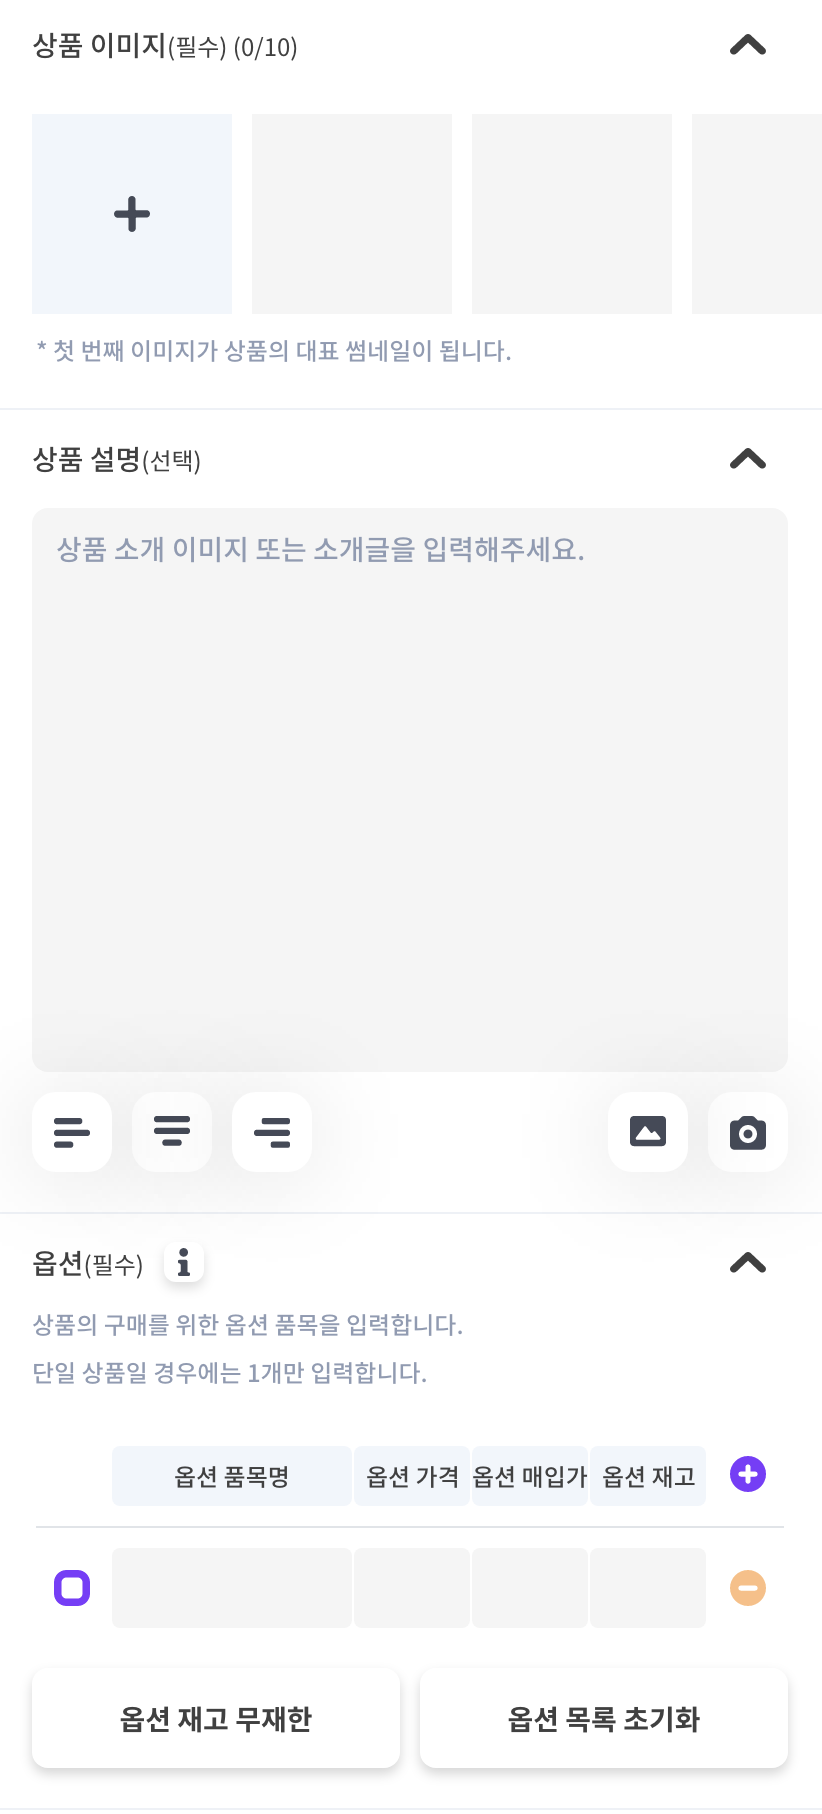 상품 이미지(필수) (0/10)
* 첫 번째 이미지가 상품의 대표 썸네일이 됩니다.
상품 설명(선택)
상품 소개 이미지 또는 소개글을 입력해주세요.
옵션(필수)
상품의 구매를 위한 옵션 품목을 입력합니다.
단일 상품일 경우에는 1개만 입력합니다.
옵션 품목명 옵션 가격 옵션 매입가 옵션 재고
옵션 재고 무재한 옵션 목록 초기화